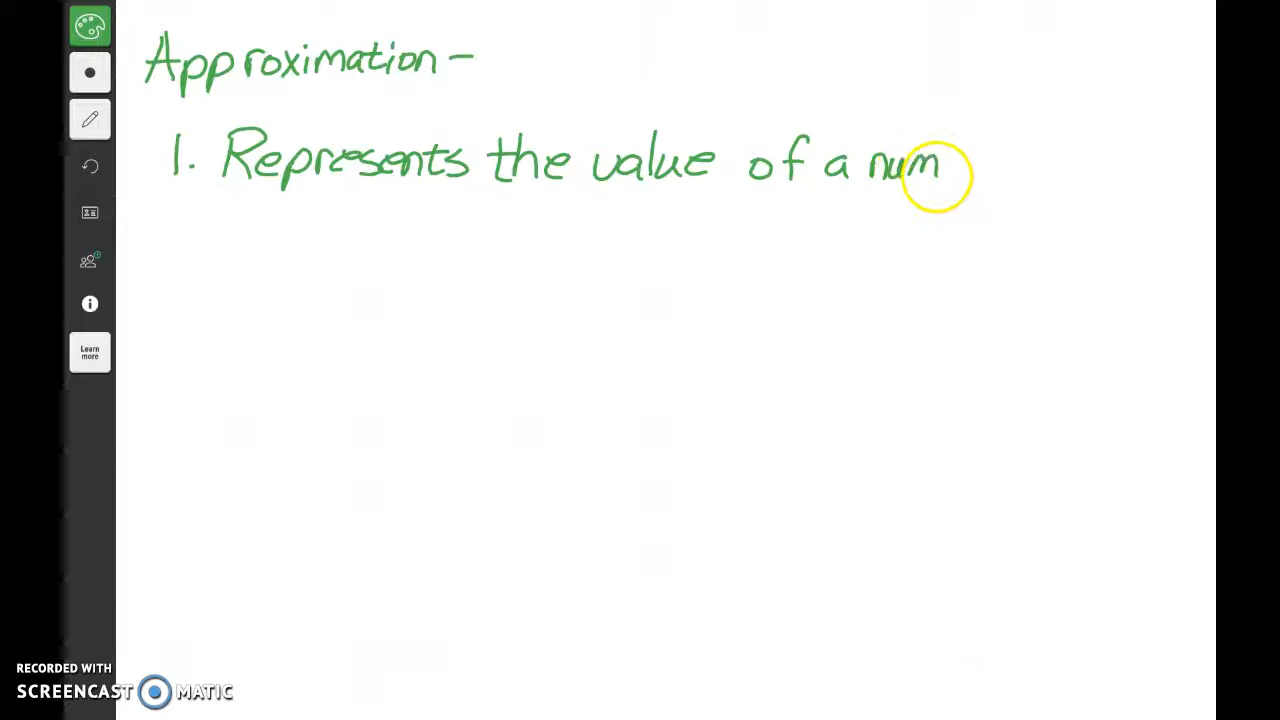 Approximation -
1. Represents the value of a num
Learn
more
RECORDED WITH
SCREENCAST MATIC